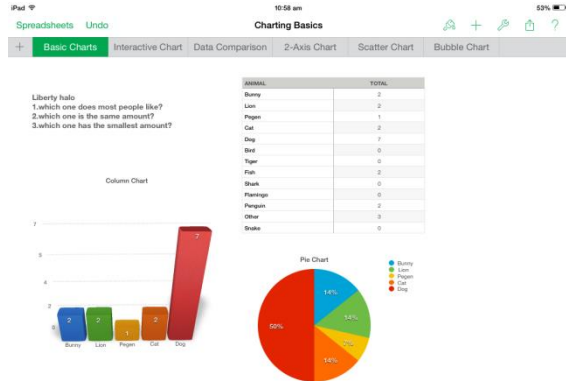 iPad 10:58 am 53%
Spreadsheets Undo Charting Basics
Basic Charts Interactive Chart Data Comparison 2-Axis Chart Scatter Chart Bubble Chart
Liberty halo
1.which one does most people like?
2.which one is the same amount?
3.which one has the smallest amount?
ANIMAL TOTAL
Bunny 2
Lion 2
Pegen 1
Cat 2
Dog 7
Bird 0
Tiger 0
Fish 2
Shark 0
Flamingo 0
Penguin 2
Other 3
Snake 0
Column Chart
7
5
4
2
0
2 2 1 2 7
Bunny Lion Pegen Cat Dog
Pie Chart
Bunny
Lion
Pegen
Cat
Dog
14%
14%
7%
14%
50%